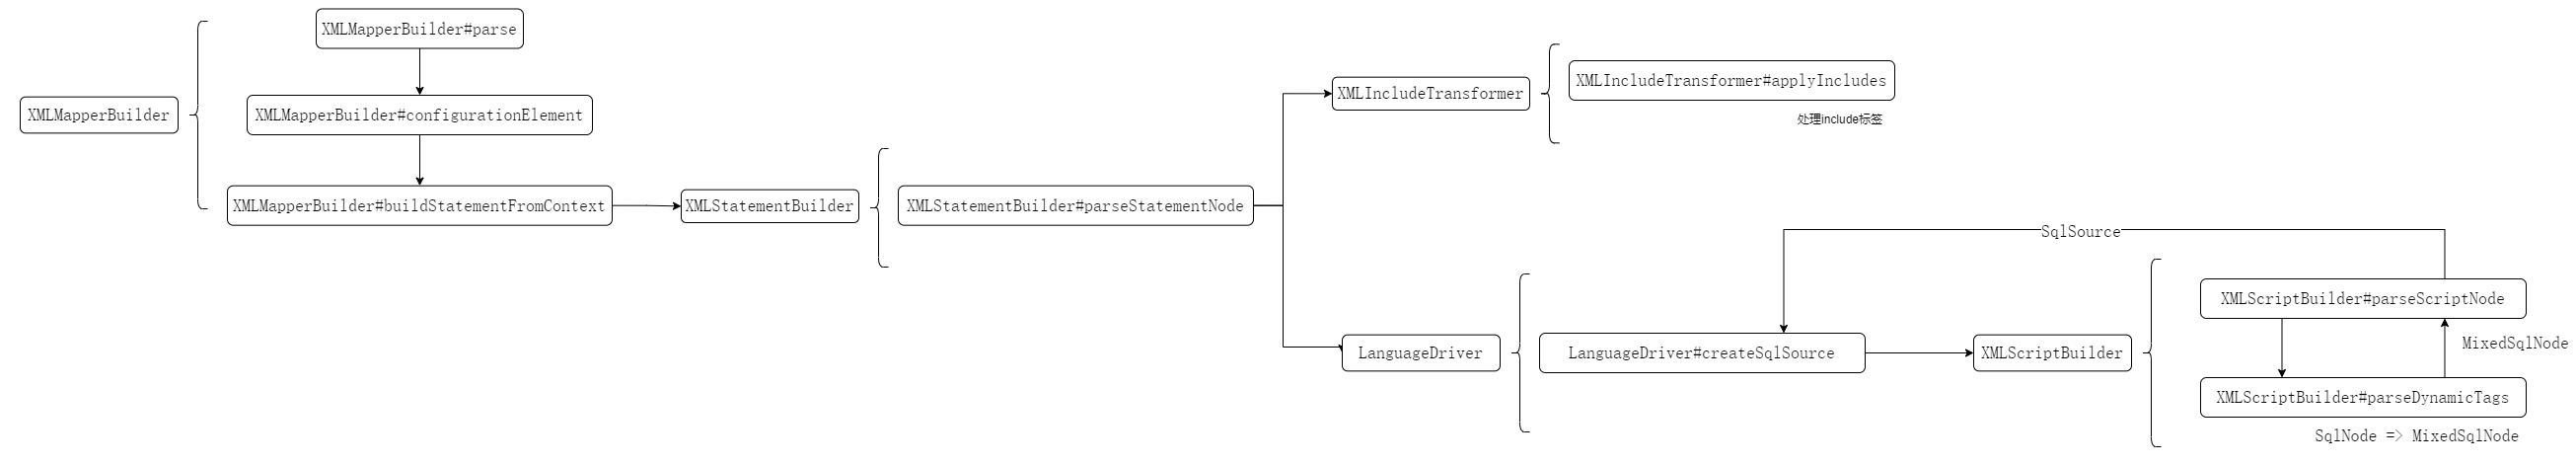 XMLMapperBuilder
XMLMapperBuilder#parse
XMLMapperBuilder#configurationElement
XMLMapperBuilder#buildStatementFromContext
XMLStatementBuilder
XMLStatementBuilder#parseStatementNode
XMLIncludeTransformer
XMLIncludeTransformer#applyIncludes
处理include标签
LanguageDriver
LanguageDriver#createSqlSource
SqlSource
XMLScriptBuilder
XMLScriptBuilder#parseScriptNode
MixedSqlNode
XMLScriptBuilder#parseDynamicTags
SqlNode => MixedSqlNode